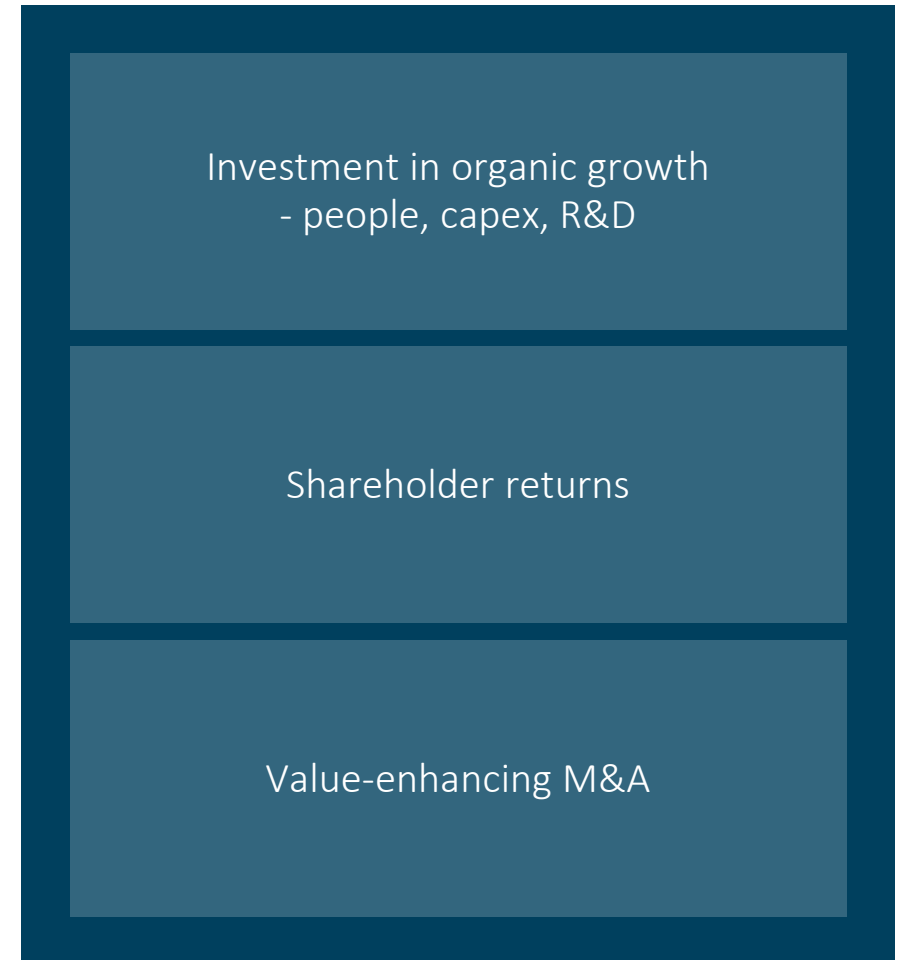 Investment in organic growth
- people, capex, R&D
Shareholder returns
Value-enhancing M&A